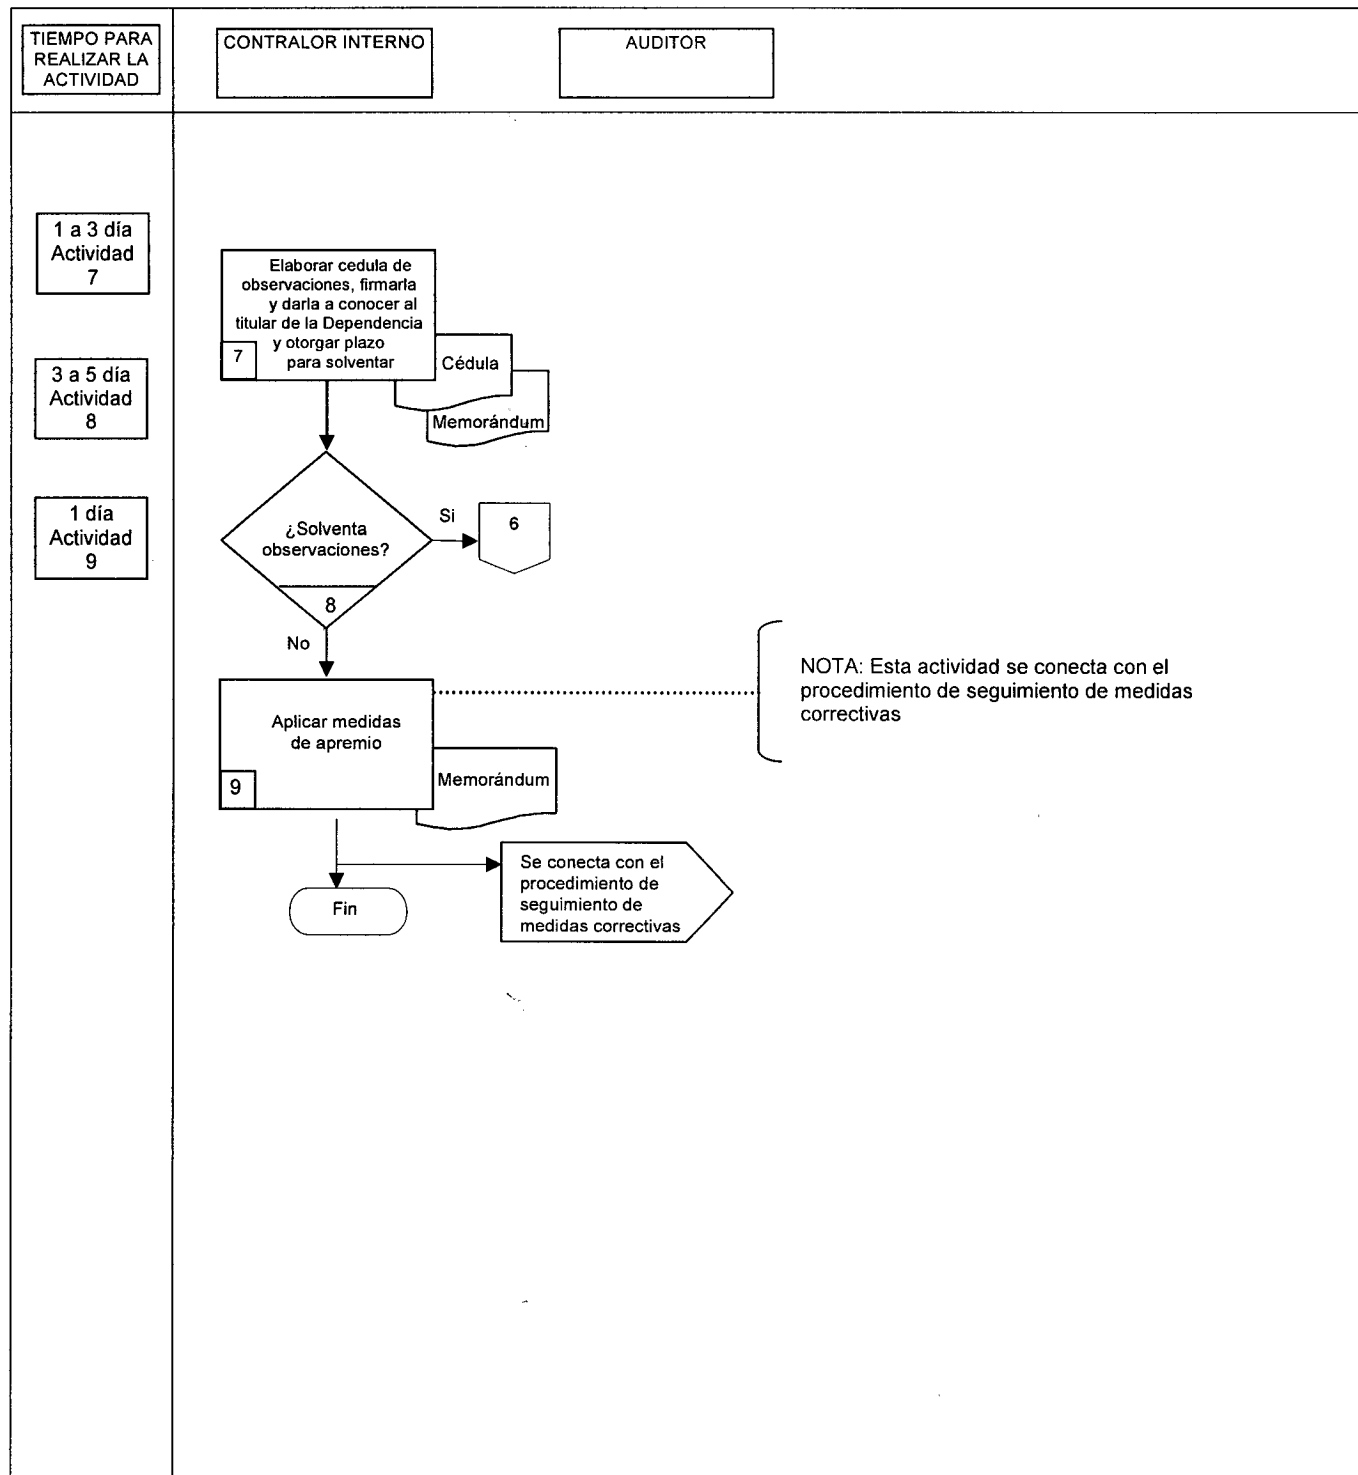 TIEMPO PARA
REALIZAR LA
ACTIVIDAD
CONTRALOR INTERNO
AUDITOR
1 a 3 día
Actividad
7
Elaborar cedula de
observaciones, firmarla
y darla a conocer al
titular de la Dependencia
y otorgar plazo
para solventar
7
Cédula
Memorándum
3 a 5 día
Actividad
8
1 día
Actividad
9
¿Solventa
observaciones?
8
Si
6
No
Aplicar medidas
de apremio
9
Memorándum
NOTA: Esta actividad se conecta con el
procedimiento de seguimiento de medidas
correctivas
Se conecta con el
procedimiento de
seguimiento de
medidas correctivas
Fin